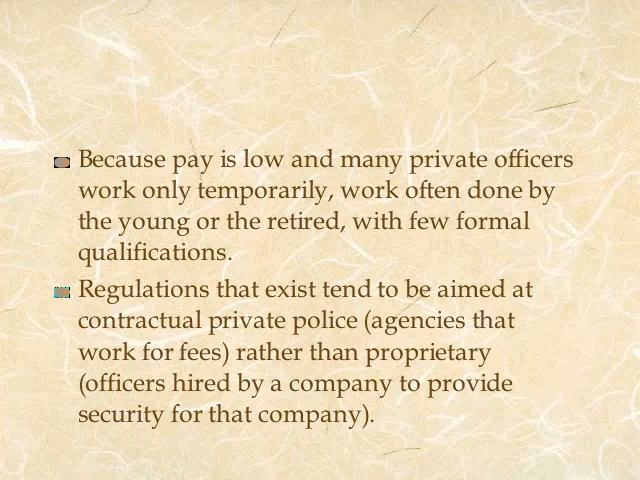 Because pay is low and many private officers
work only temporarily, work often done by
the young or the retired, with few formal
qualifications.
Regulations that exist tend to be aimed at
contractual private police (agencies that
work for fees) rather than proprietary
(officers hired by a company to provide
security for that company).